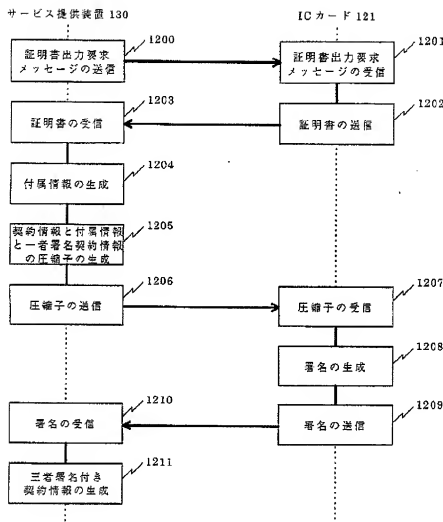 サービス提供装置 130
ICカード 121
1200
証明書出力要求
メッセージの送信
1201
証明書出力要求
メッセージの受信
1203
証明書の受信
1202
証明書の送信
1204
付属情報の生成
1205
契約情報と付属情報
と一者署名契約情報
の圧縮子の生成
1206
圧縮子の送信
1207
圧縮子の受信
1208
署名の生成
1210
署名の受信
1209
署名の送信
1211
三者署名付き
契約情報の生成